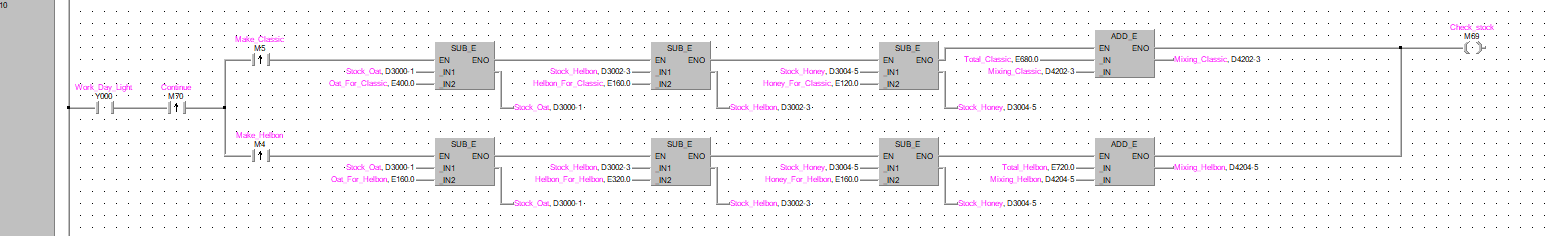 10
Check_stock
M69
Make_Classic
M5
SUB_E
EN ENO
_IN1
_IN2
Stock_Oat, D3000-1
Oat_For_Classic, E400.0
Stock_Oat, D3000-1
SUB_E
EN ENO
_IN1
_IN2
Stock_Helbon, D3002-3
Helbon_For_Classic, E160.0
Stock_Helbon, D3002-3
SUB_E
EN ENO
_IN1
_IN2
Stock_Honey, D3004-5
Honey_For_Classic, E120.0
Stock_Honey, D3004-5
ADD_E
EN ENO
_IN
_IN
Total_Classic, E680.0
Mixing_Classic, D4202-3
Mixing_Classic, D4202-3
Work_Day_Light
Y000
Continue
M70
Make_Helbon
M4
SUB_E
EN ENO
_IN1
_IN2
Stock_Oat, D3000-1
Oat_For_Helbon, E160.0
Stock_Oat, D3000-1
SUB_E
EN ENO
_IN1
_IN2
Stock_Helbon, D3002-3
Helbon_For_Helbon, E320.0
Stock_Helbon, D3002-3
SUB_E
EN ENO
_IN1
_IN2
Stock_Honey, D3004-5
Honey_For_Helbon, E160.0
Stock_Honey, D3004-5
ADD_E
EN ENO
_IN
_IN
Total_Helbon, E720.0
Mixing_Helbon, D4204-5
Mixing_Helbon, D4204-5